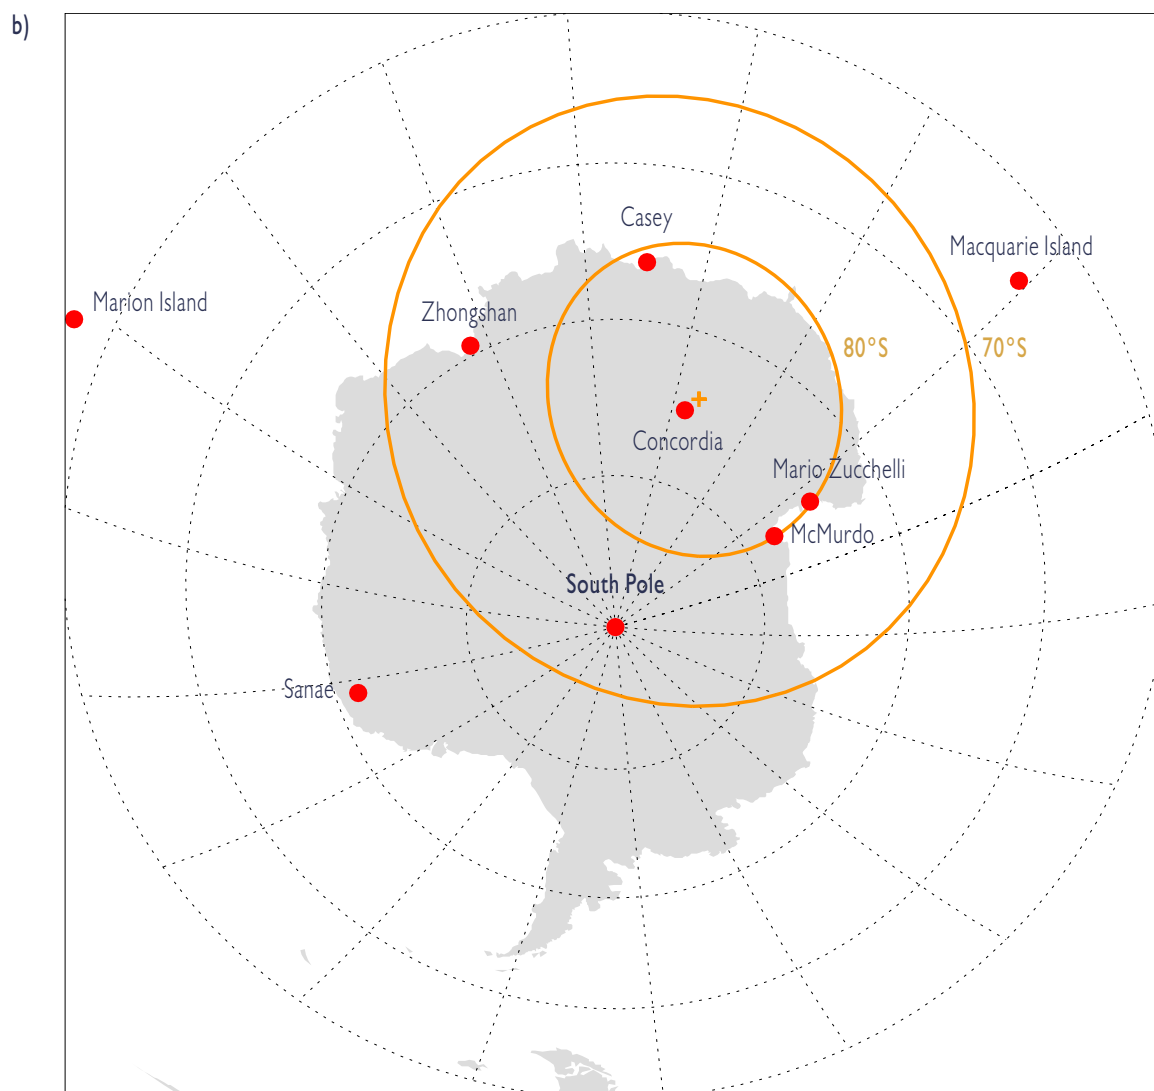 b)
Casey
Macquarie Island
Marion Island
Zhongshan
80°S
70°S
Concordia
Mario Zucchelli
McMurdo
South Pole
Sanae